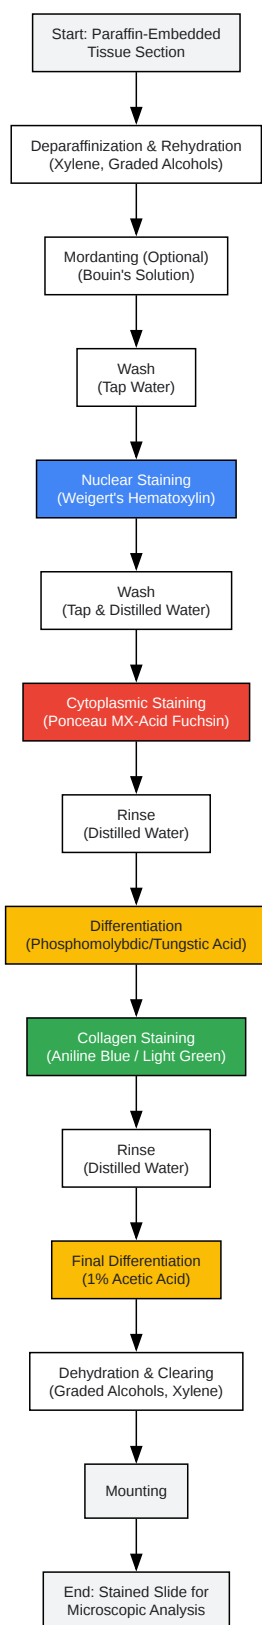 Start: Paraffin-Embedded
Tissue Section
Deparaffinization & Rehydration
(Xylene, Graded Alcohols)
Mordanting (Optional)
(Bouin's Solution)
Wash
(Tap Water)
Nuclear Staining
(Weigert's Hematoxylin)
Wash
(Tap & Distilled Water)
Cytoplasmic Staining
(Ponceau MX-Acid Fuchsin)
Rinse
(Distilled Water)
Differentiation
(Phosphomolybdic/Tungstic Acid)
Collagen Staining
(Aniline Blue / Light Green)
Rinse
(Distilled Water)
Final Differentiation
(1% Acetic Acid)
Dehydration & Clearing
(Graded Alcohols, Xylene)
Mounting
End: Stained Slide for
Microscopic Analysis